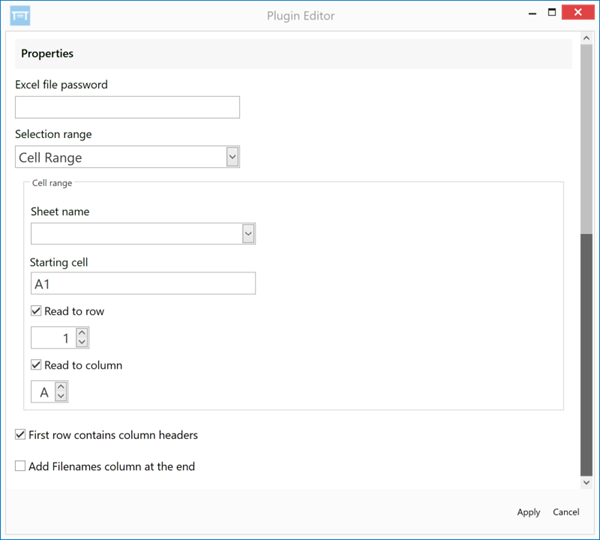 Plugin Editor
Properties
Excel file password
Selection range
Cell Range
Cell range
Sheet name
Starting cell
A1
Read to row
1
Read to column
A
First row contains column headers
Add Filenames column at the end
Apply Cancel